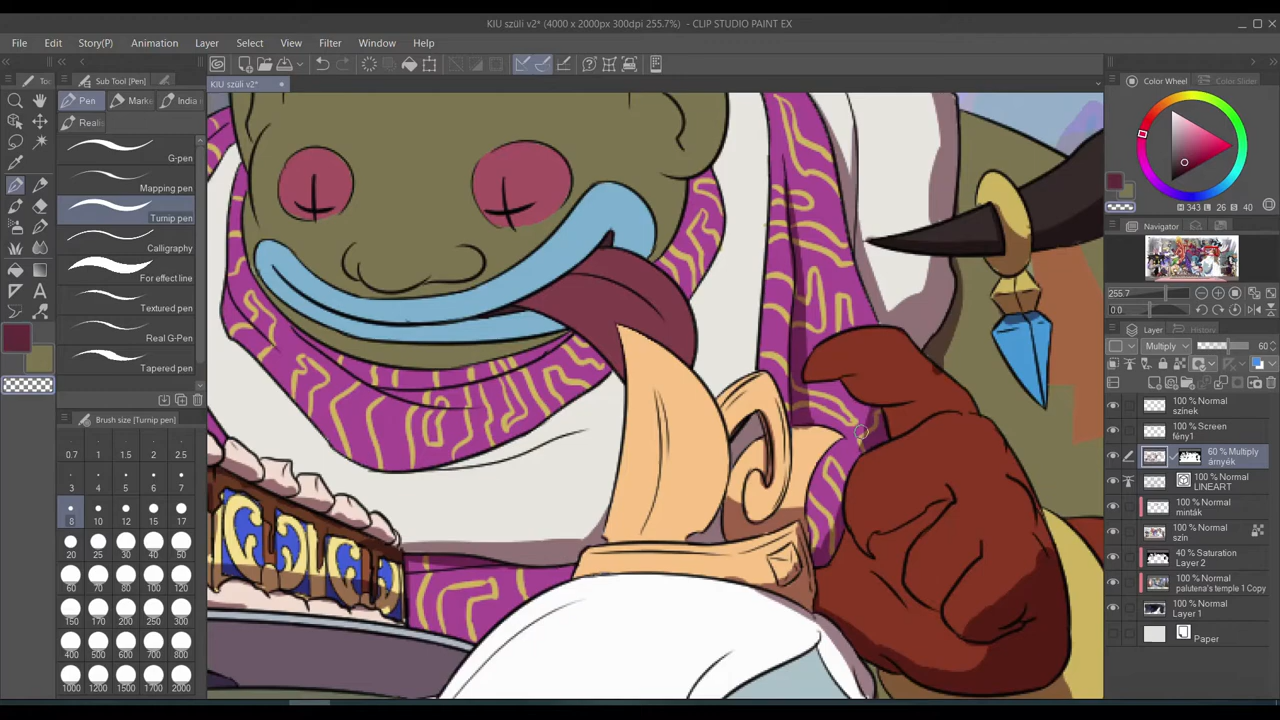 KIU szüli v2* (4000 x 2000px 300dpi 255.7%) - CLIP STUDIO PAINT EX
File Edit Story(P) Animation Layer Select View Filter Window Help
KIU szüli v2*
Too
Sub Tool [Pen]
Pen Marke India
Realis
G-pen
Mapping pen
Turnip pen
Calligraphy
For effect line
Textured pen
Real G-Pen
Tapered pen
Brush size [Turnip pen]
0.7 1 1.5 2 2.5
3 4 5 6 7
8 10 12 15 17
20 25 30 40 50
60 70 80 100 120
150 170 200 250 300
400 500 600 700 800
1000 1200 1500 1700 2000
Color Wheel Color Slider
H 343 S 26 V 40
Navigator
255.7
0.0
Layer History
Multiply 60
100 % Normal
színek
100 % Screen
fény1
60 % Multiply
árnyék
100 % Normal
LINEART
100 % Normal
minták
100 % Normal
szín
40 % Saturation
Layer 2
100 % Normal
palutena's temple 1 Copy
100 % Normal
Layer 1
Paper